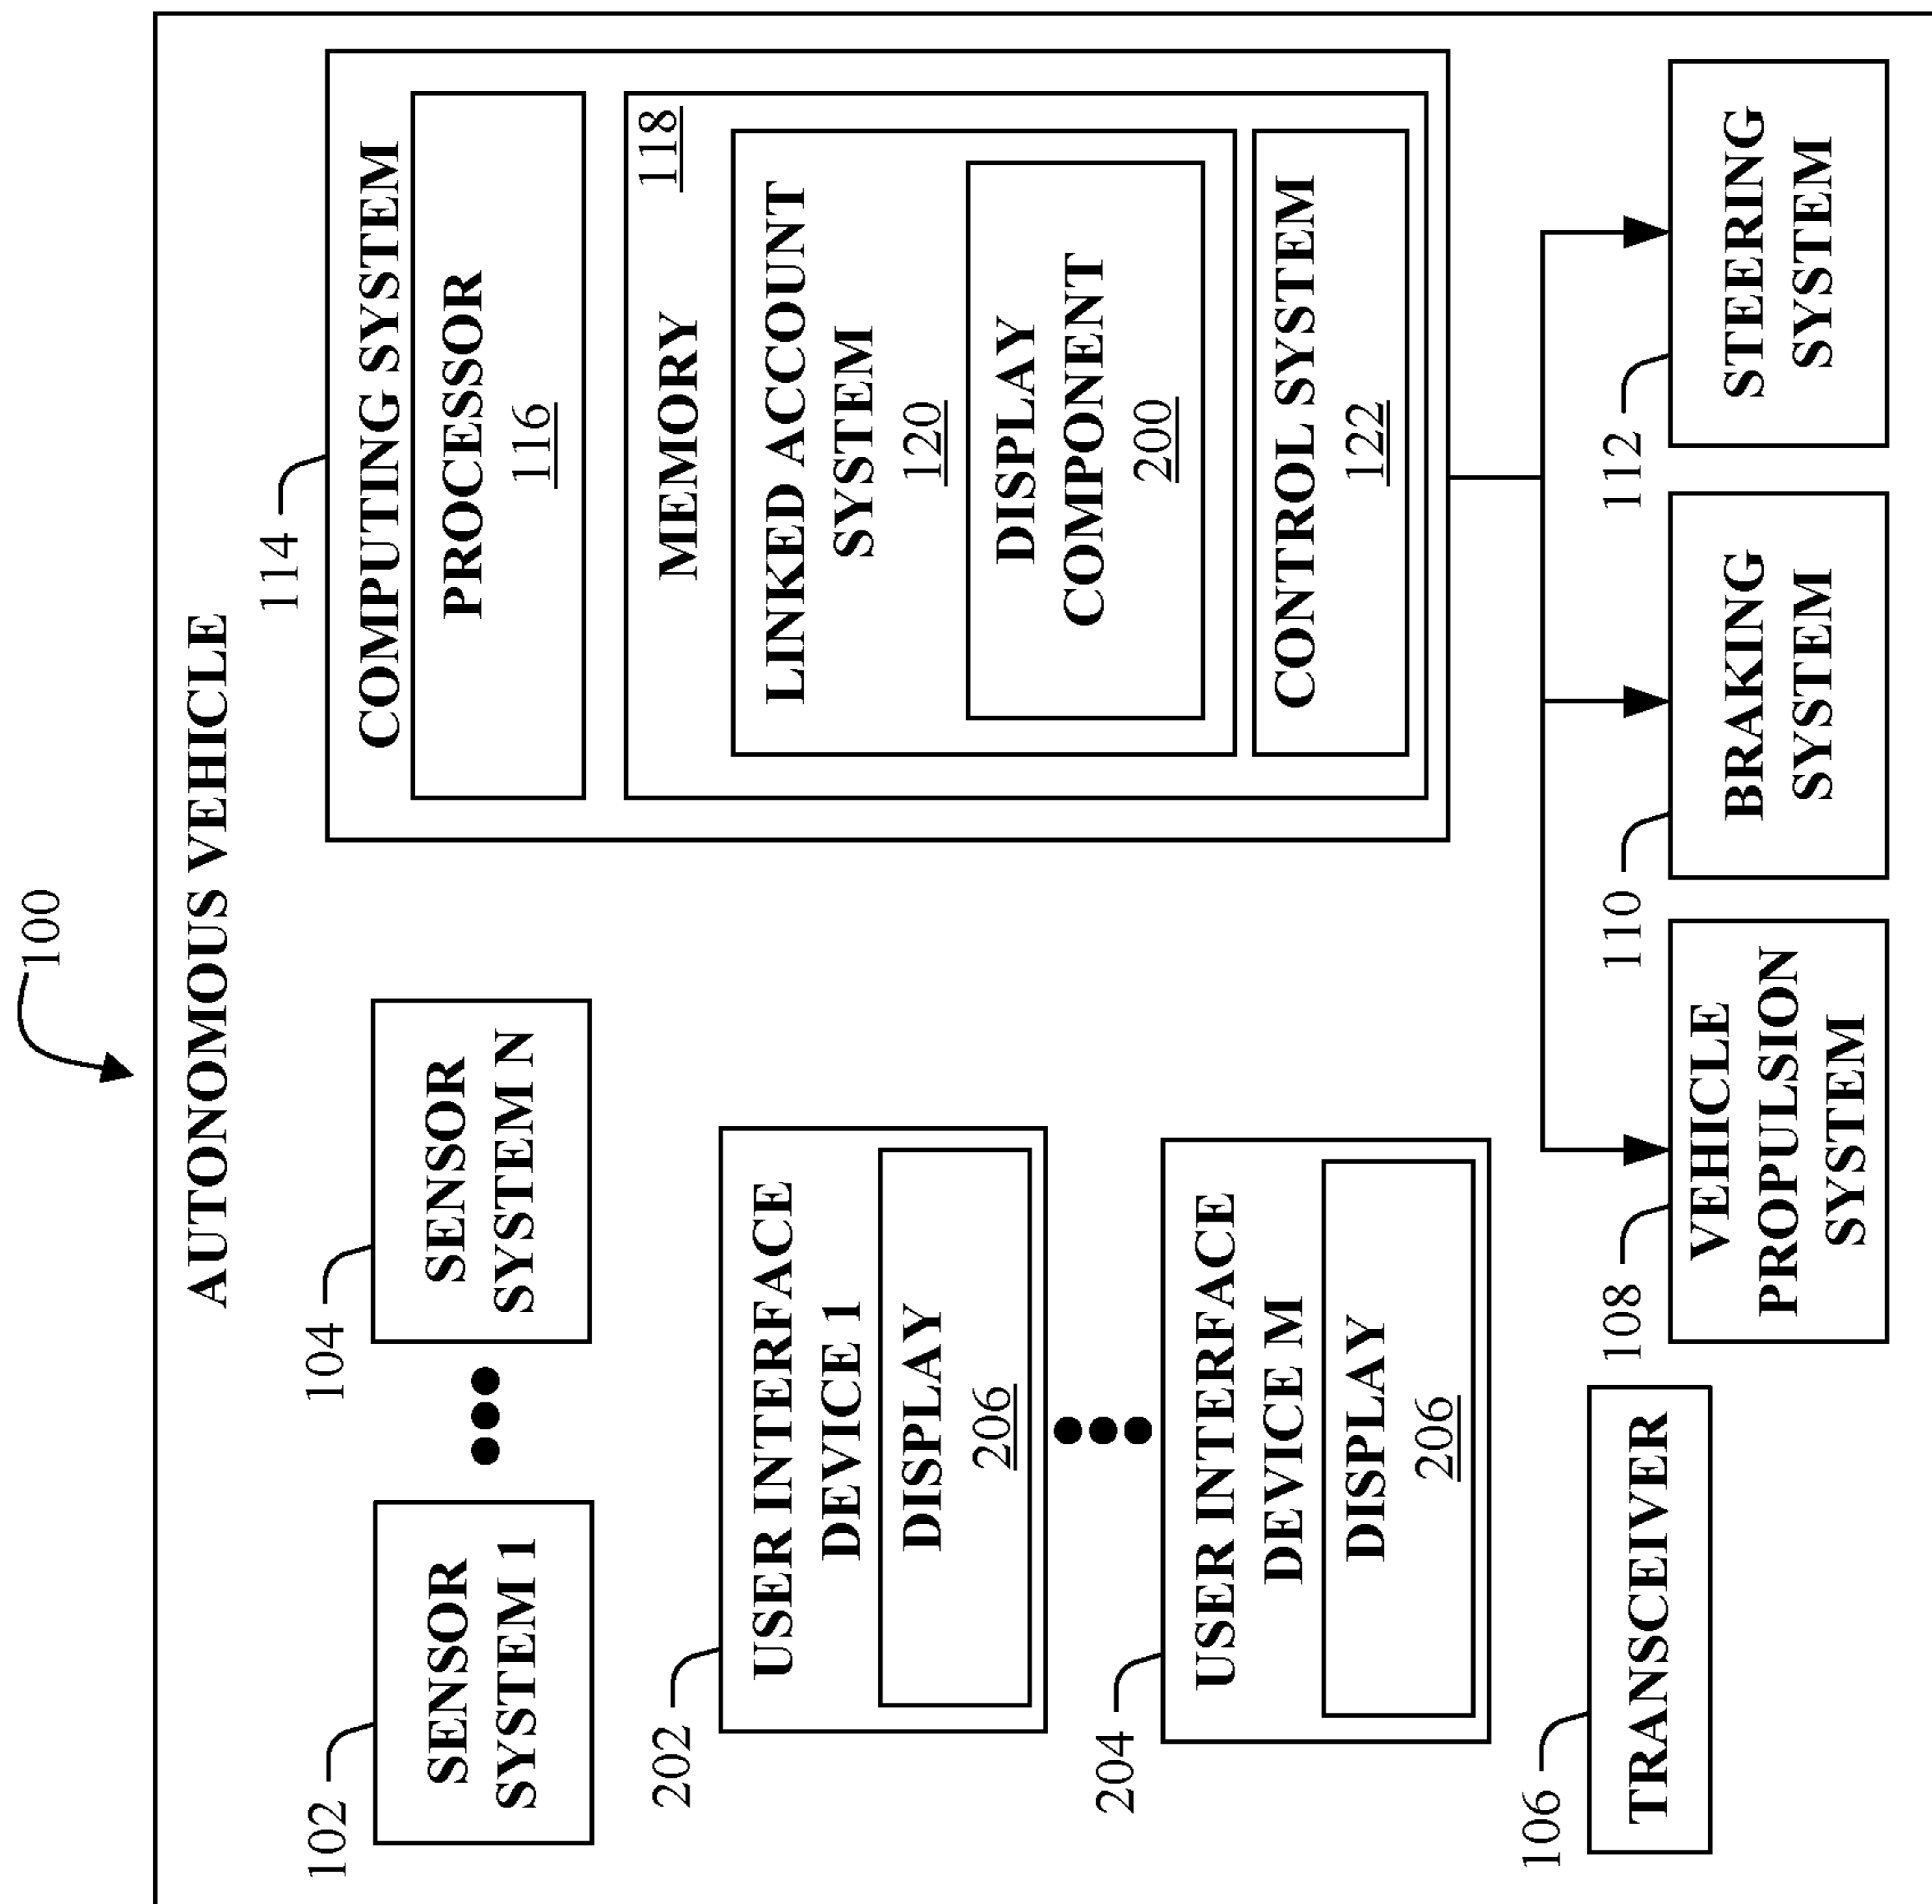 100
AUTONOMOUS VEHICLE
102
SENSOR
SYSTEM 1
104
SENSOR
SYSTEM N
202
USER INTERFACE
DEVICE 1
DISPLAY
206
204
USER INTERFACE
DEVICE M
DISPLAY
206
106
TRANSCEIVER
114
COMPUTING SYSTEM
PROCESSOR
116
MEMORY
118
LINKED ACCOUNT
SYSTEM
120
DISPLAY
COMPONENT
200
CONTROL SYSTEM
122
108
VEHICLE
PROPULSION
SYSTEM
110
BRAKING
SYSTEM
112
STEERING
SYSTEM